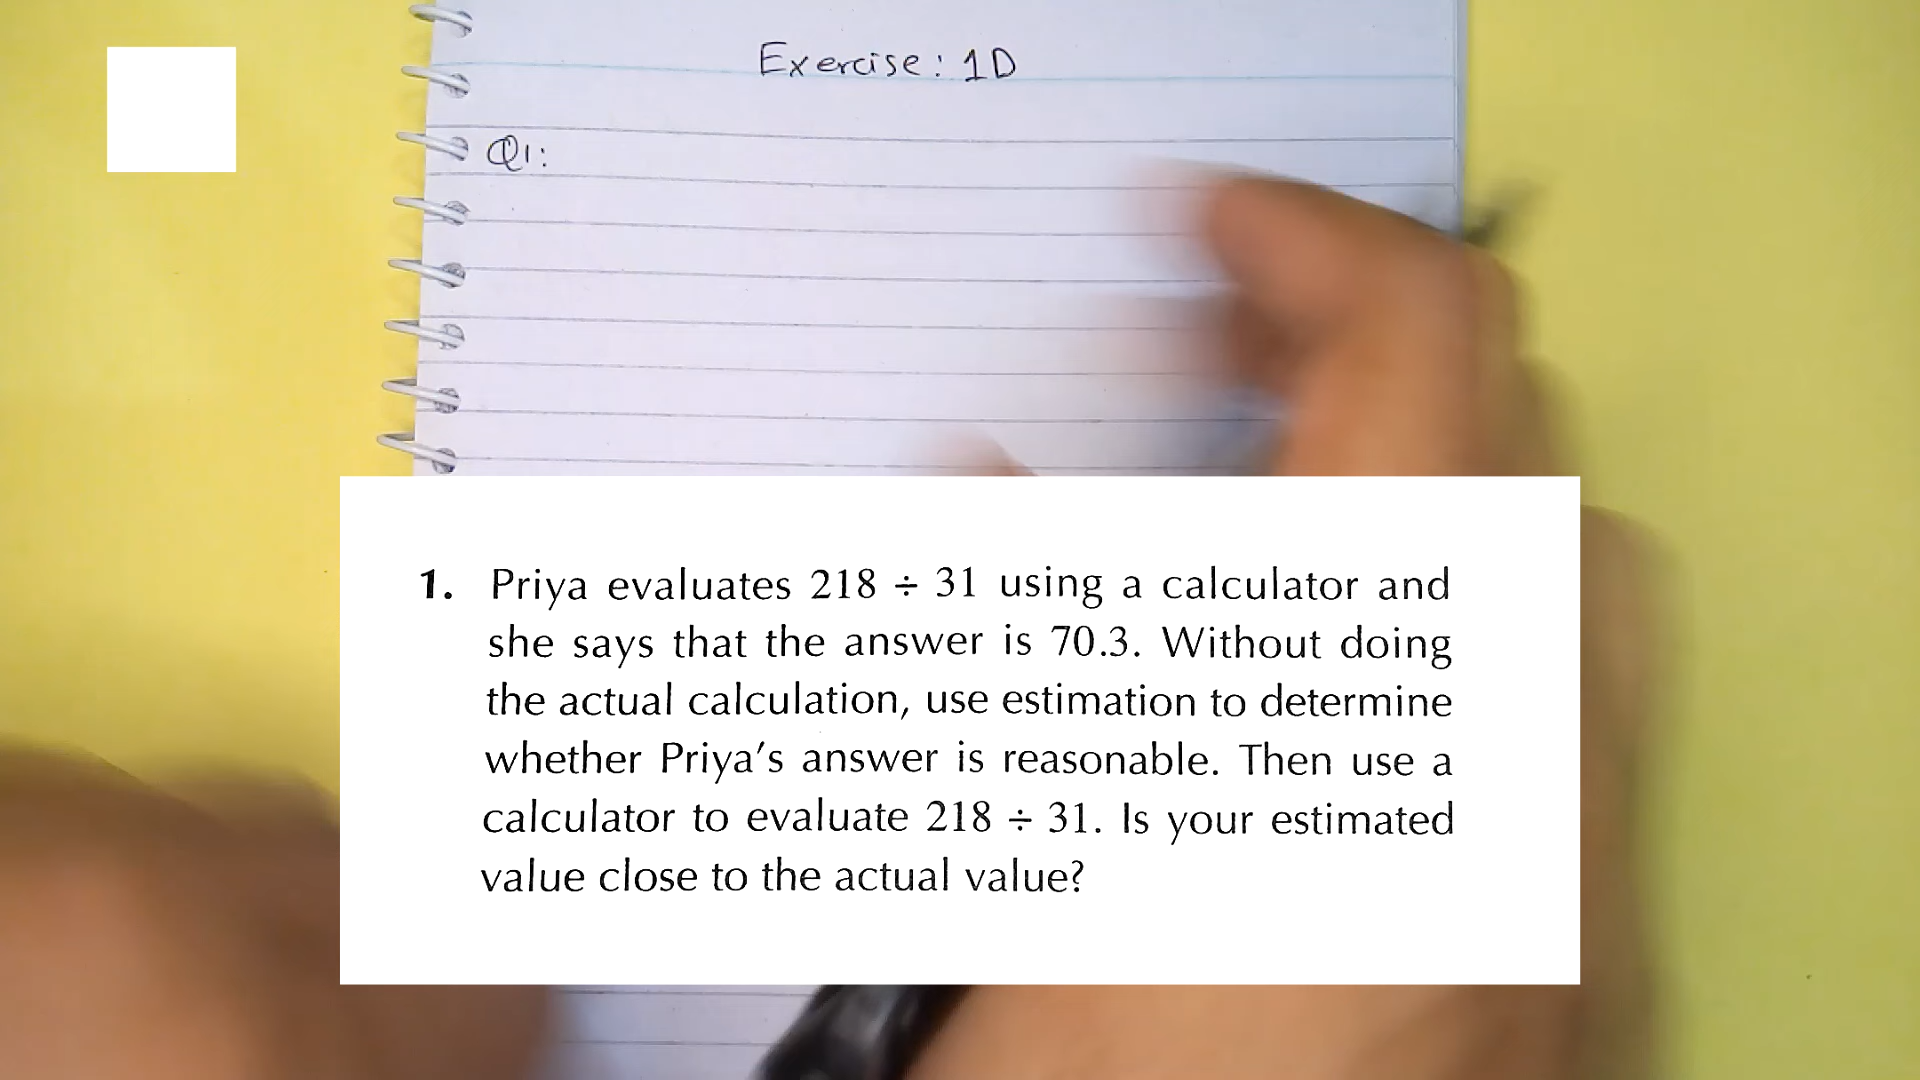 Exercise: 1D
Q1:
1. Priya evaluates 218 ÷ 31 using a calculator and
she says that the answer is 70.3. Without doing
the actual calculation, use estimation to determine
whether Priya's answer is reasonable. Then use a
calculator to evaluate 218 ÷ 31. Is your estimated
value close to the actual value?